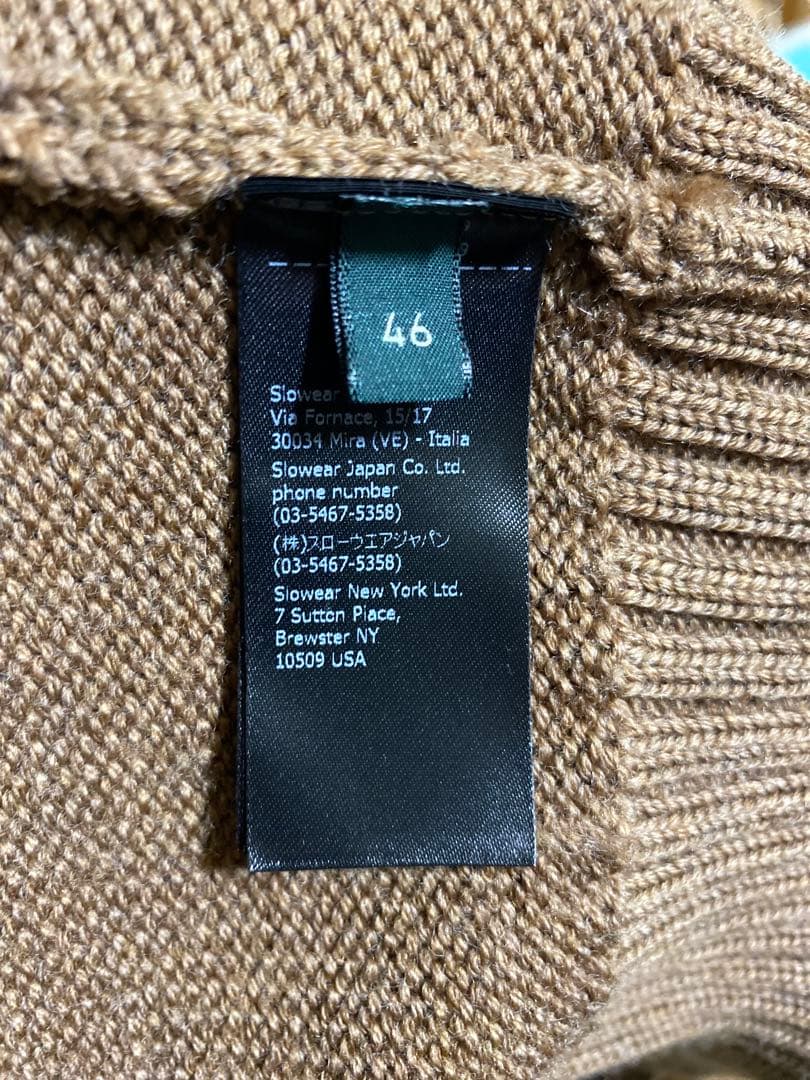 46
Slowear
Via Fornace, 15/17
30034 Mira (VE) - Italia
Slowear Japan Co. Ltd.
phone number
(03-5467-5358)
(株)スローウエアジャパン
(03-5467-5358)
Slowear New York Ltd.
7 Sutton Place,
Brewster NY
10509 USA